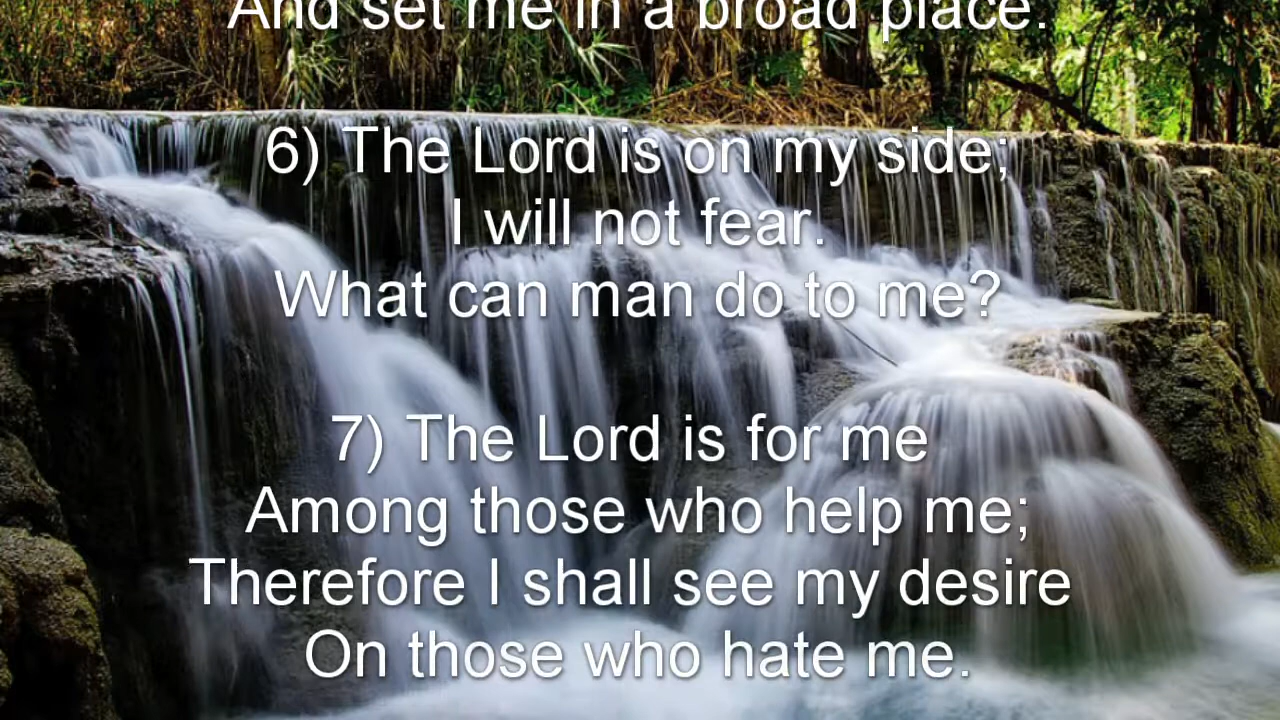 And set me in a broad place.
6) The Lord is on my side;
I will not fear.
What can man do to me?
7) The Lord is for me
Among those who help me;
Therefore I shall see my desire
On those who hate me.